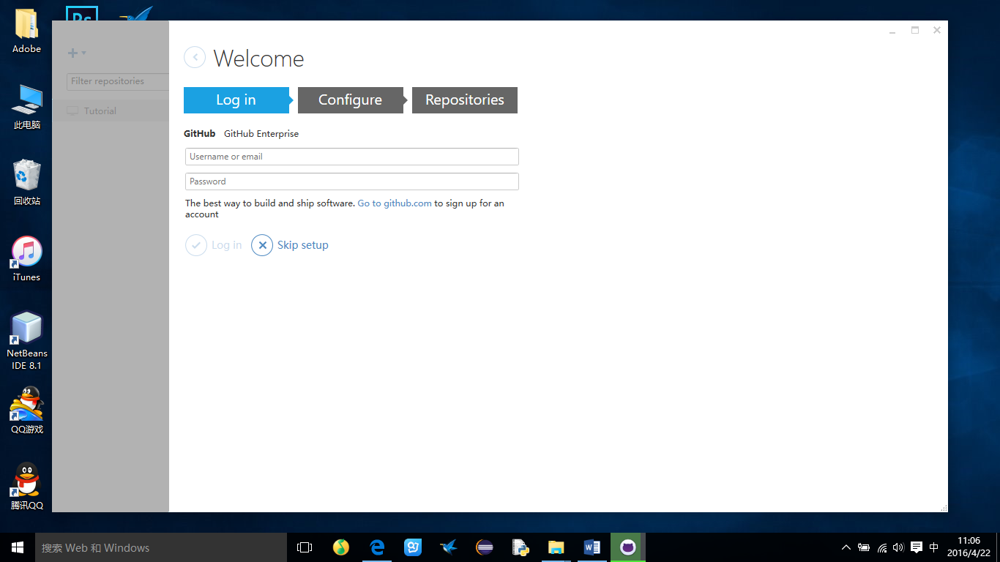 Ps
Adobe
此电脑
回收站
iTunes
NetBeans
IDE 8.1
QQ游戏
腾讯QQ
Filter repositories
Tutorial
Welcome
Log in
Configure
Repositories
GitHub
GitHub Enterprise
Username or email
Password
The best way to build and ship software. Go to github.com to sign up for an
account
Log in
Skip setup
搜索 Web 和 Windows
中
11:06
2016/4/22